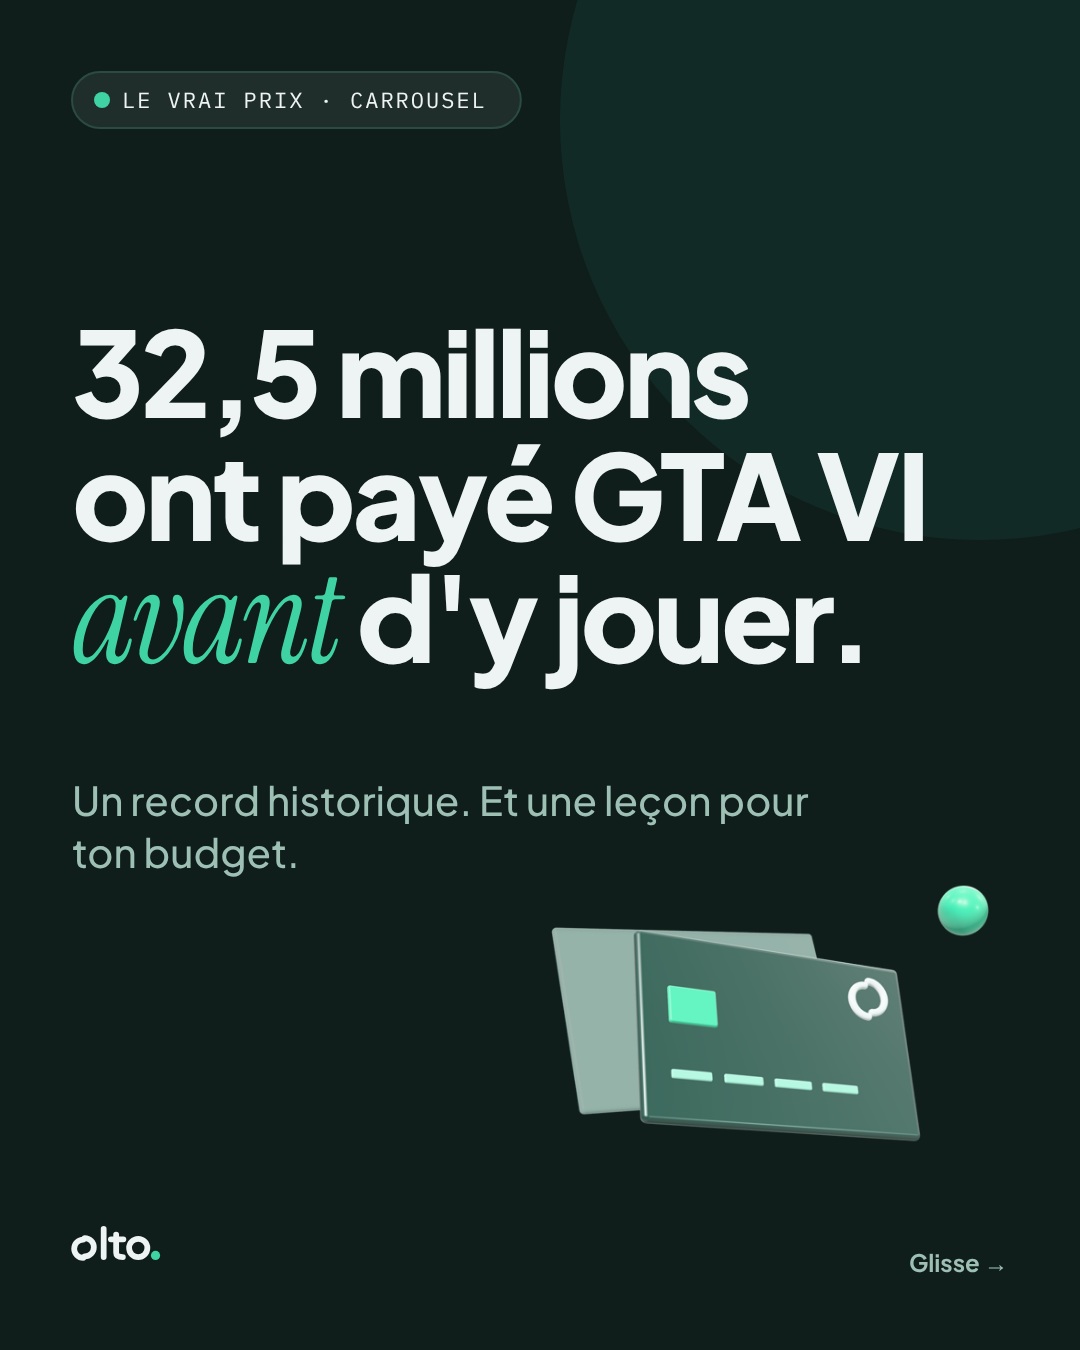 LE VRAI PRIX · CARROUSEL
32,5 millions
ont payé GTA VI
avant d'y jouer.
Un record historique. Et une leçon pour
ton budget.
olto.
Glisse →